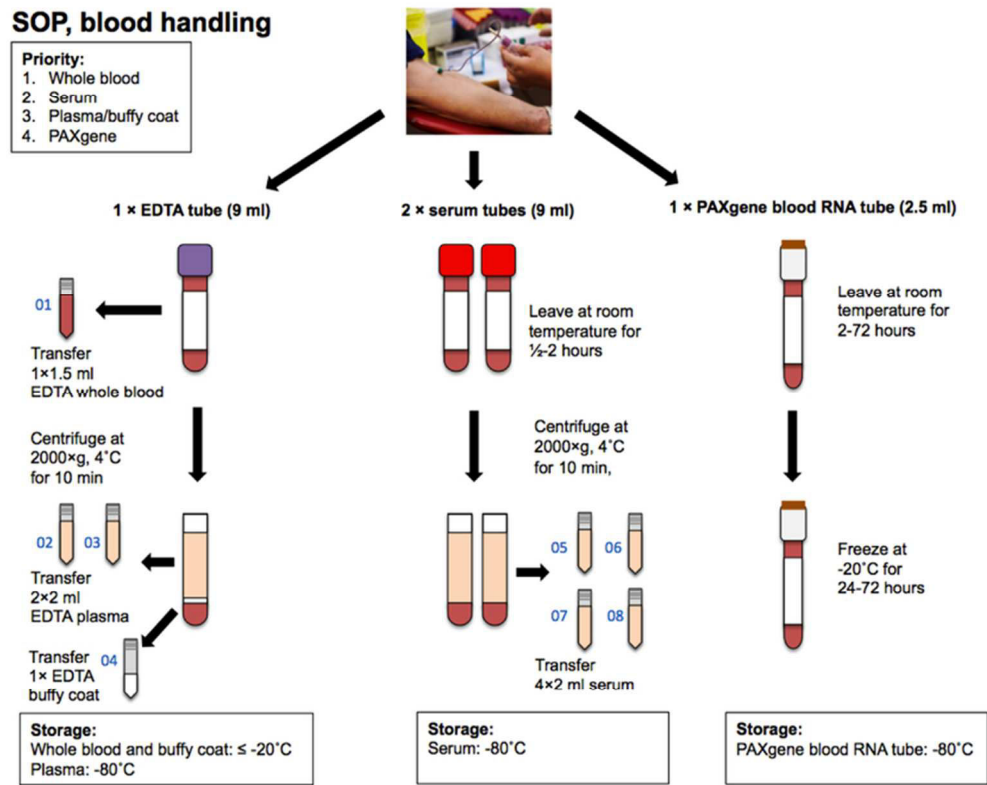 SOP, blood handling
Priority:
1. Whole blood
2. Serum
3. Plasma/buffy coat
4. PAXgene
1 × EDTA tube (9 ml)
01
Transfer
1×1.5 ml
EDTA whole blood
Centrifuge at
2000×g, 4˚C
for 10 min
02 03
Transfer
2×2 ml
EDTA plasma
Transfer
1× EDTA
buffy coat
04
Storage:
Whole blood and buffy coat: ≤ -20˚C
Plasma: -80˚C
2 × serum tubes (9 ml)
Leave at room
temperature for
½-2 hours
Centrifuge at
2000×g, 4˚C
for 10 min,
05 06
07 08
Transfer
4×2 ml serum
Storage:
Serum: -80˚C
1 × PAXgene blood RNA tube (2.5 ml)
Leave at room
temperature for
2-72 hours
Freeze at
-20˚C for
24-72 hours
Storage:
PAXgene blood RNA tube: -80˚C